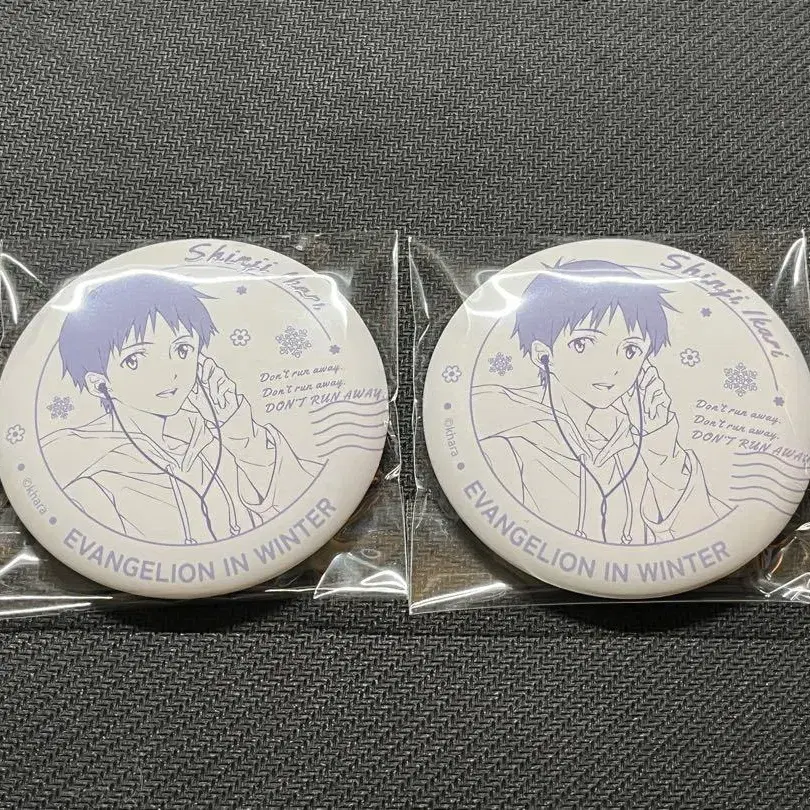 Shinji Ikari
Don't run away.
Don't run away.
DON'T RUN AWAY.
©khara
EVANGELION IN WINTER
Shinji Ikari
Don't run away.
Don't run away.
DON'T RUN AWAY.
©khara
EVANGELION IN WINTER